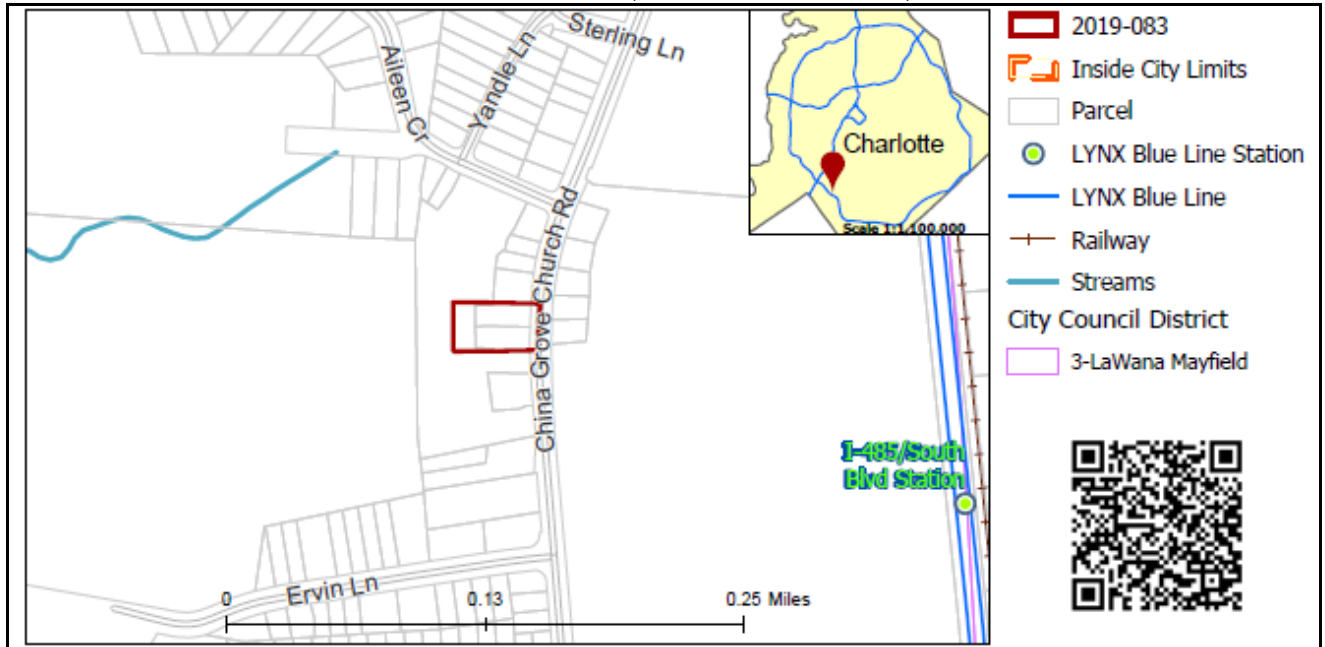 Sterling Ln
Aileen Cr
Yandle Ln
China Grove Church Rd
Ervin Ln
0
0.13
0.25 Miles
I-485/South
Blvd Station
Charlotte
Scale 1:1,100,000
2019-083
Inside City Limits
Parcel
LYNX Blue Line Station
LYNX Blue Line
Railway
Streams
City Council District
3-LaWana Mayfield